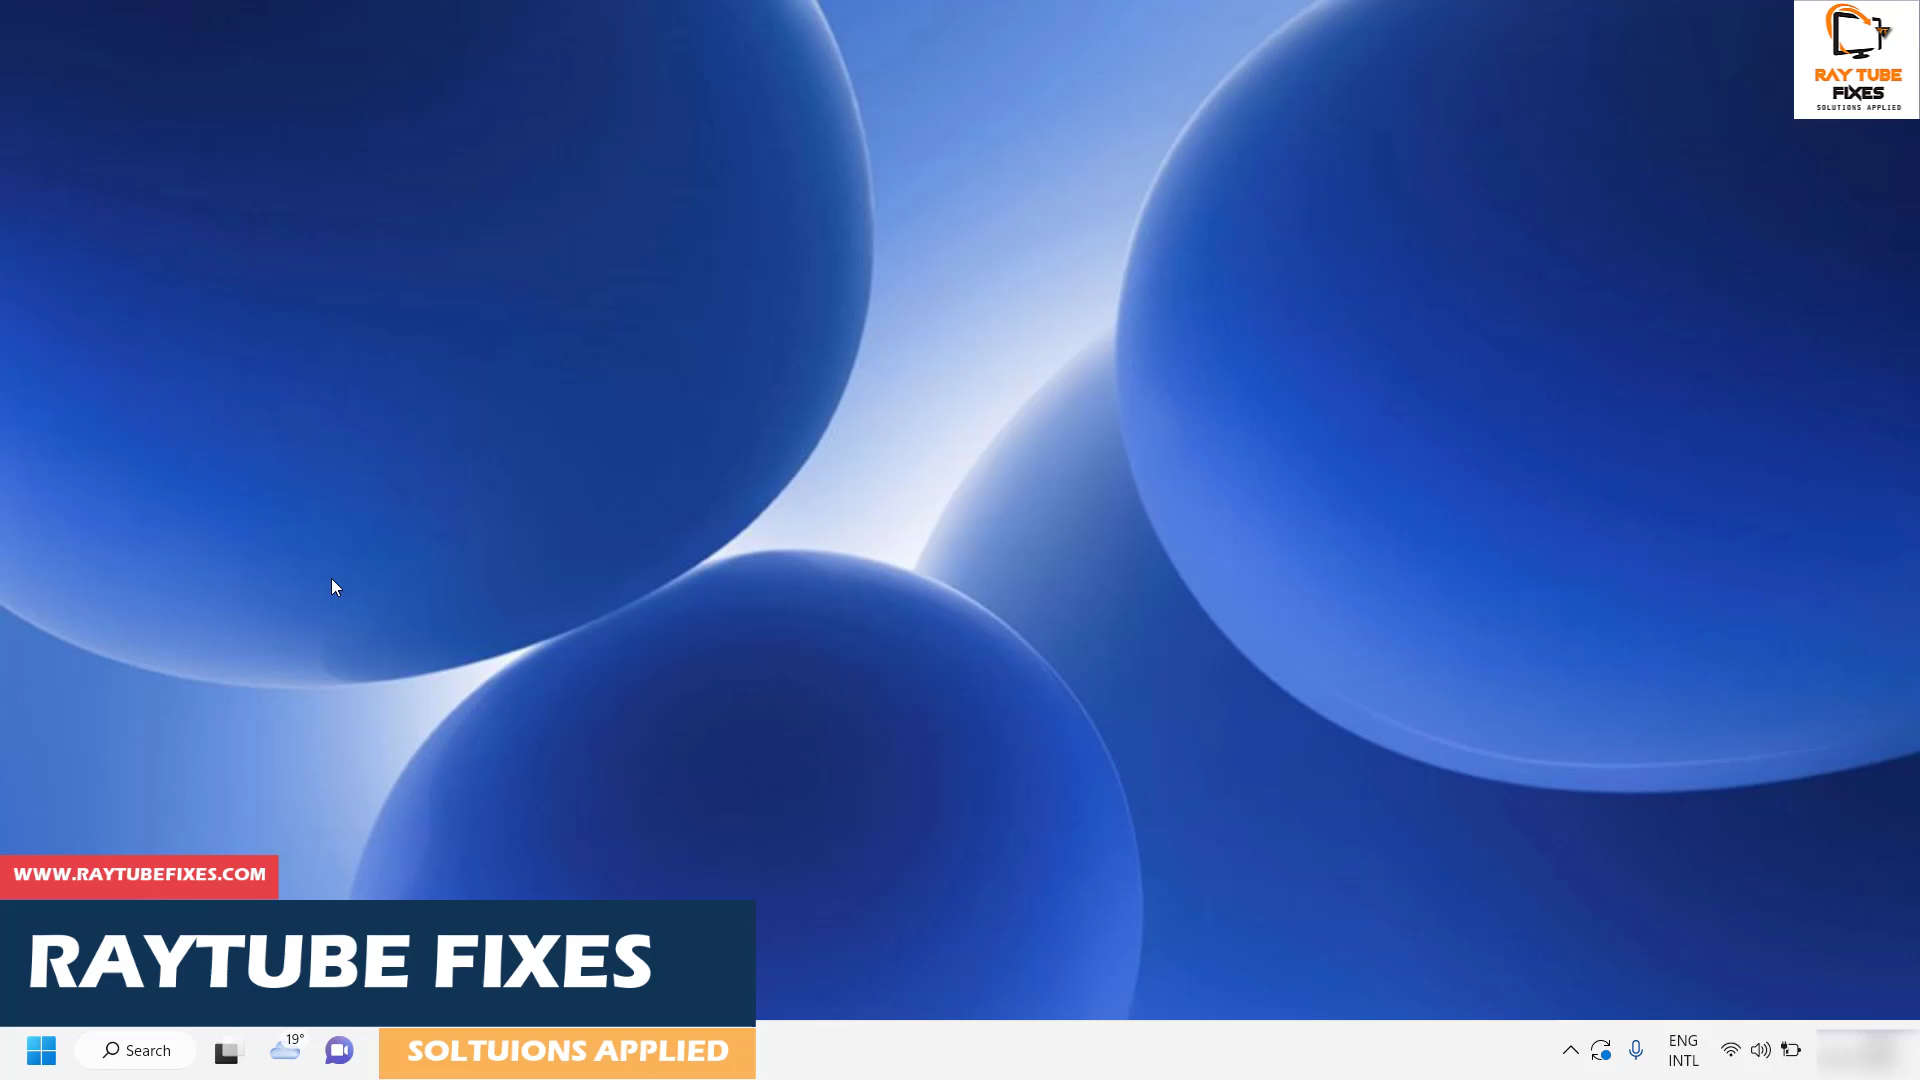 RAY TUBE
FIXES
SOLUTIONS APPLIED
WWW.RAYTUBEFIXES.COM
RAYTUBE FIXES
SOLTUIONS APPLIED
Search
19°
ENG
INTL